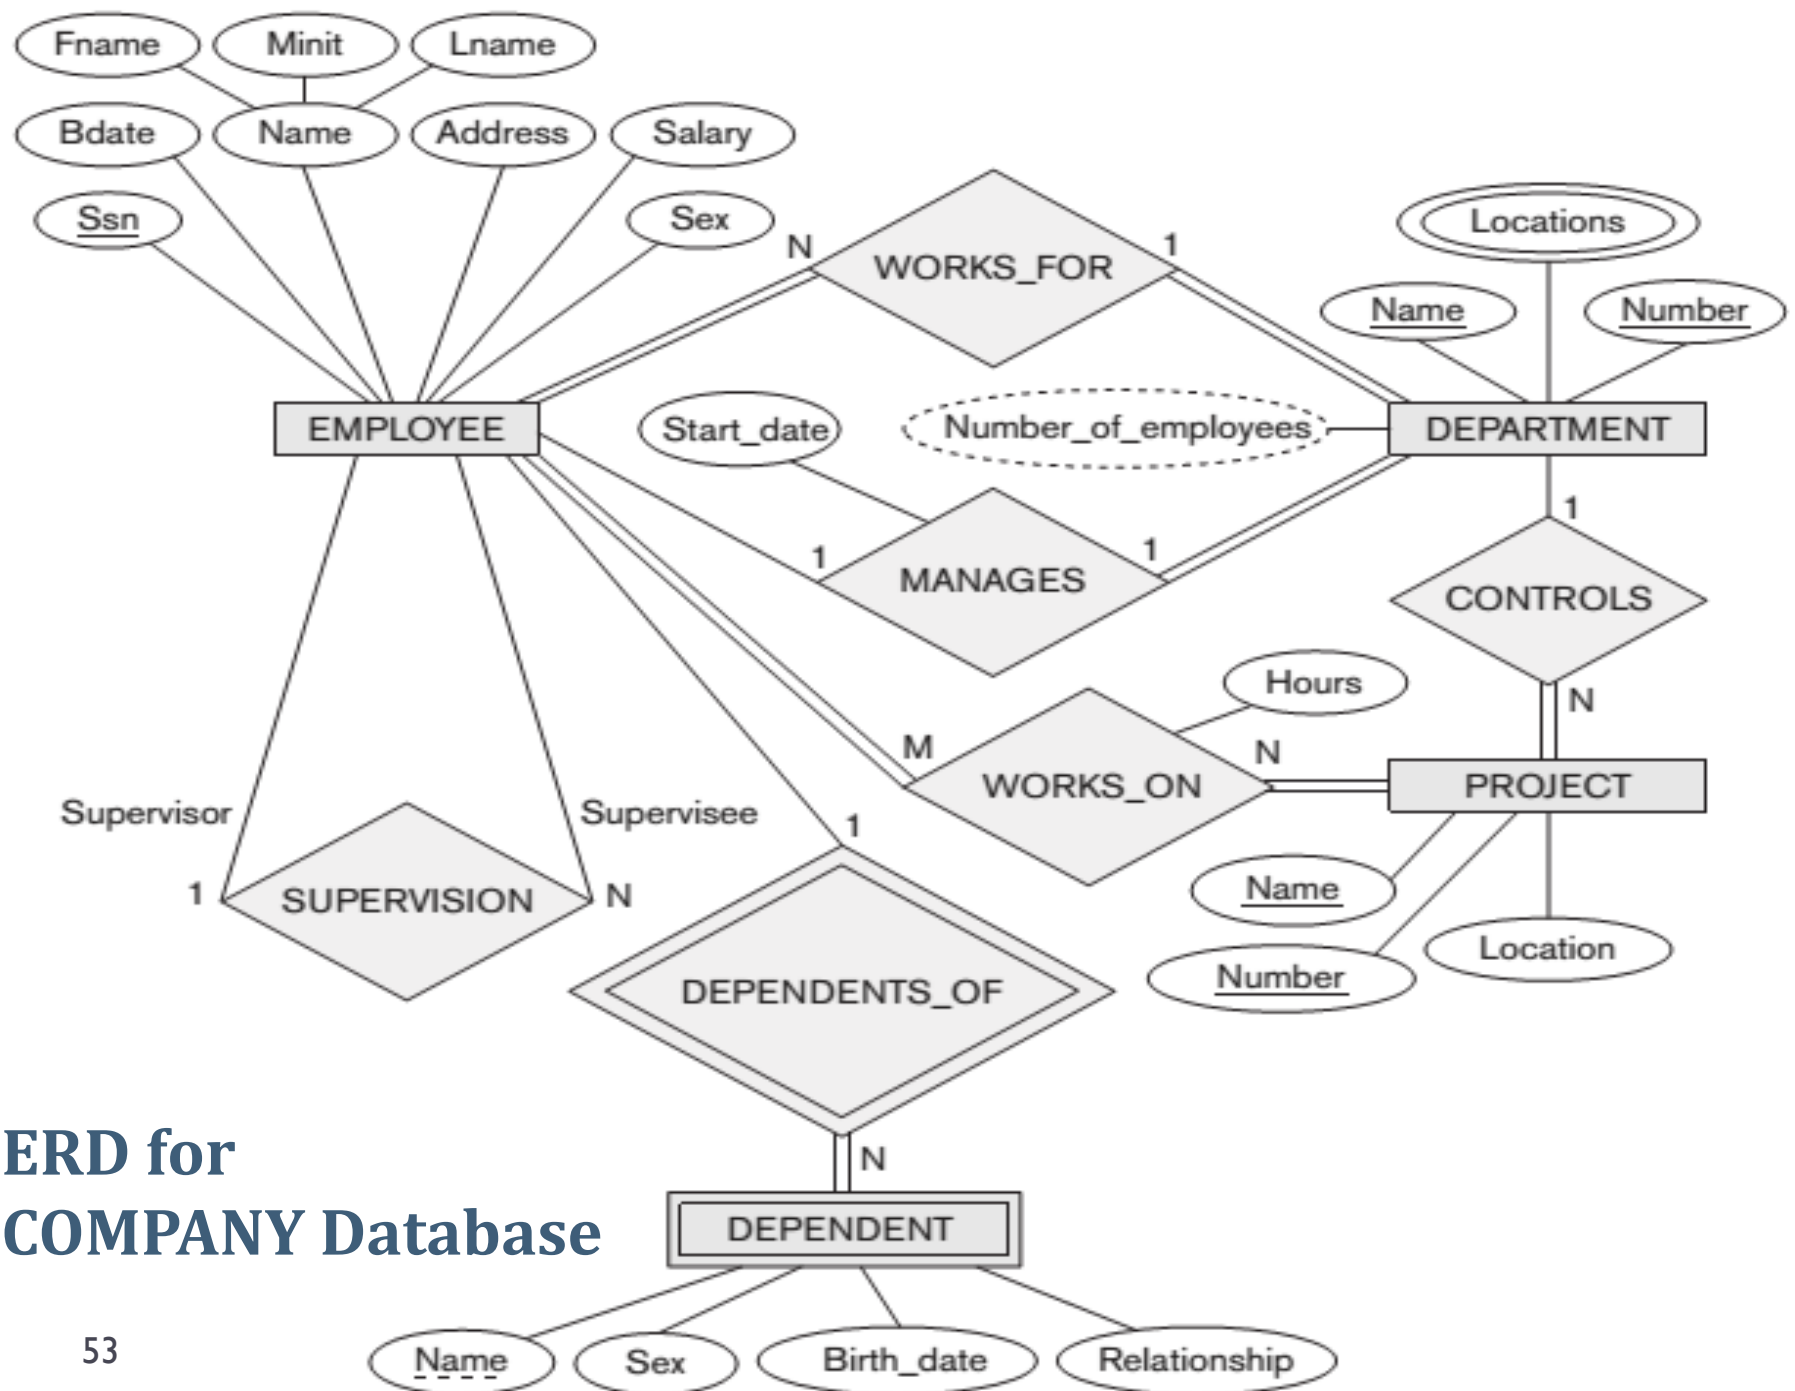 Fname
Minit
Lname
Bdate
Name
Address
Salary
Ssn
Sex
Locations
N
WORKS_FOR
1
Name
Number
EMPLOYEE
Start_date
Number_of_employees
DEPARTMENT
1
MANAGES
1
1
CONTROLS
N
Hours
M
WORKS_ON
N
PROJECT
Supervisor
Supervisee
1
SUPERVISION
N
1
DEPENDENTS_OF
Name
Number
Location
N
DEPENDENT
ERD for
COMPANY Database
Name
Sex
Birth_date
Relationship
53